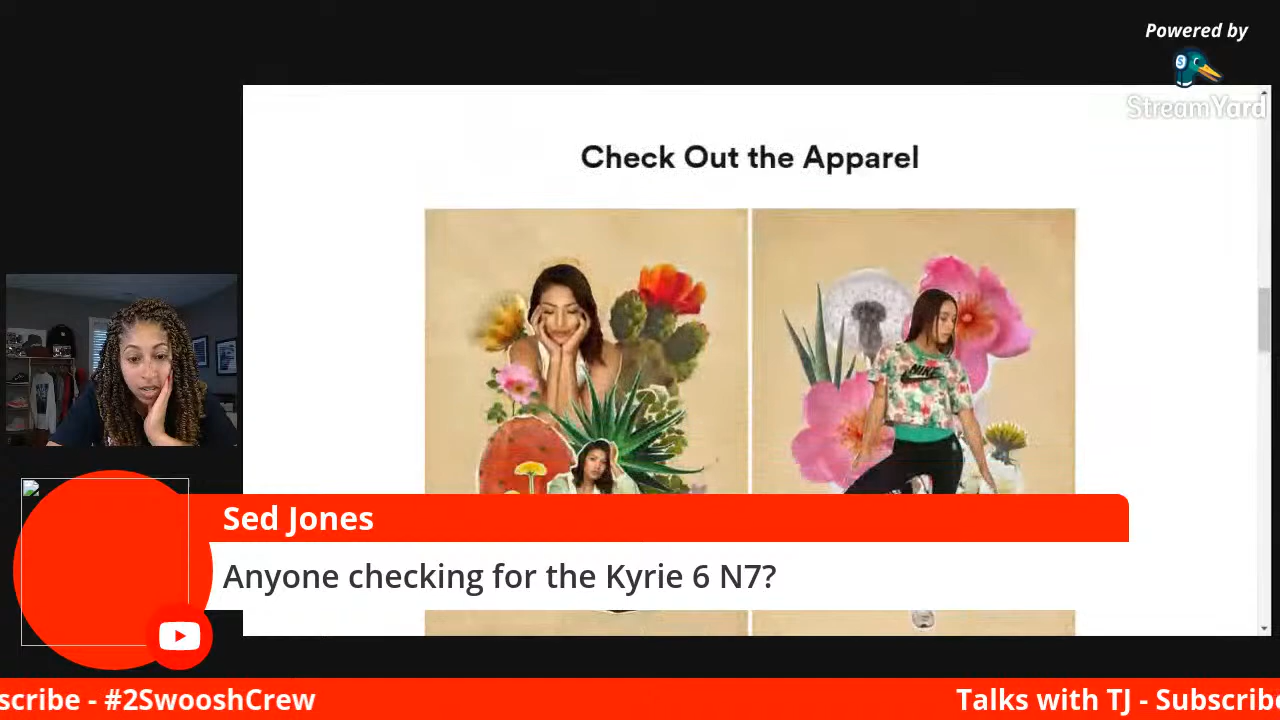 Powered by
StreamYard
Check Out the Apparel
NIKE
Sed Jones
Anyone checking for the Kyrie 6 N7?
scribe - #2SwooshCrew
Talks with TJ - Subscribe